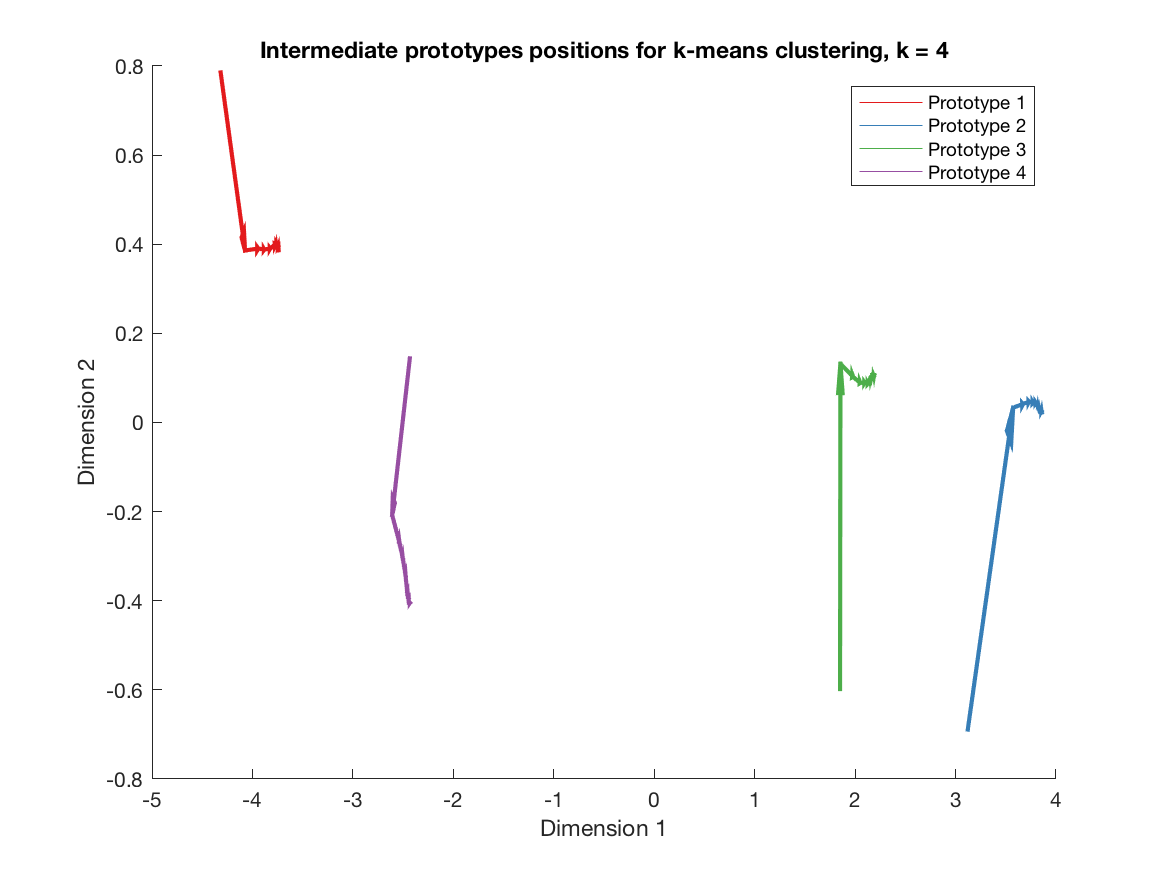 Intermediate prototypes positions for k-means clustering, k = 4
Prototype 1
Prototype 2
Prototype 3
Prototype 4
0.8
0.6
0.4
0.2
0
-0.2
-0.4
-0.6
-0.8
Dimension 2
-5 -4 -3 -2 -1 0 1 2 3 4
Dimension 1